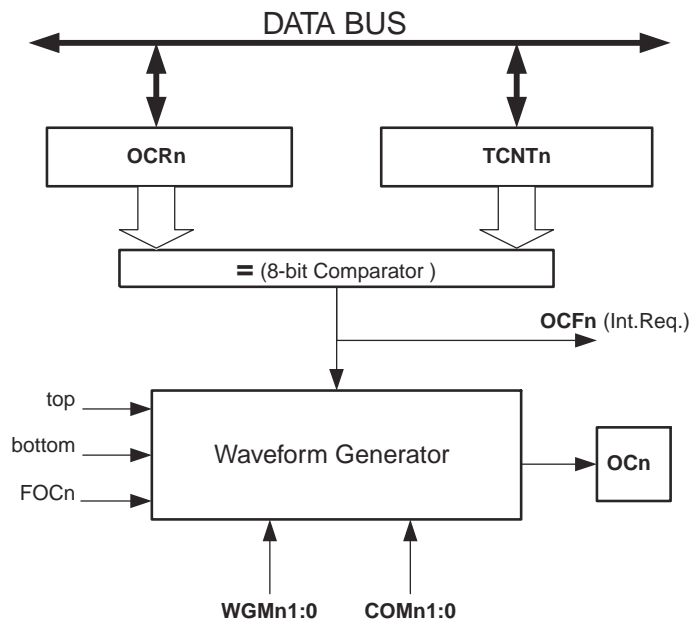 DATA BUS
OCRn
TCNTn
= (8-bit Comparator )
OCFn (Int.Req.)
top
bottom
FOCn
Waveform Generator
OCn
WGMn1:0
COMn1:0